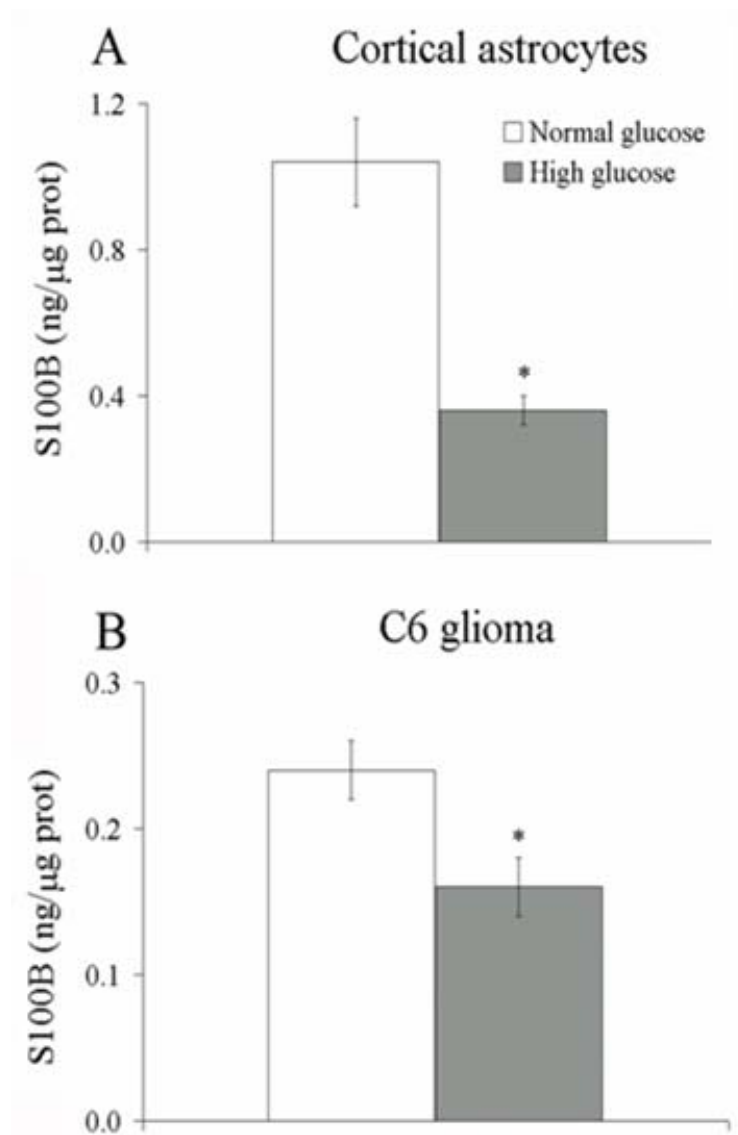 A
Cortical astrocytes
1.2
Normal glucose
High glucose
0.8
S100B (ng/µg prot)
*
0.4
0.0
B
C6 glioma
0.3
0.2
*
S100B (ng/µg prot)
0.1
0.0